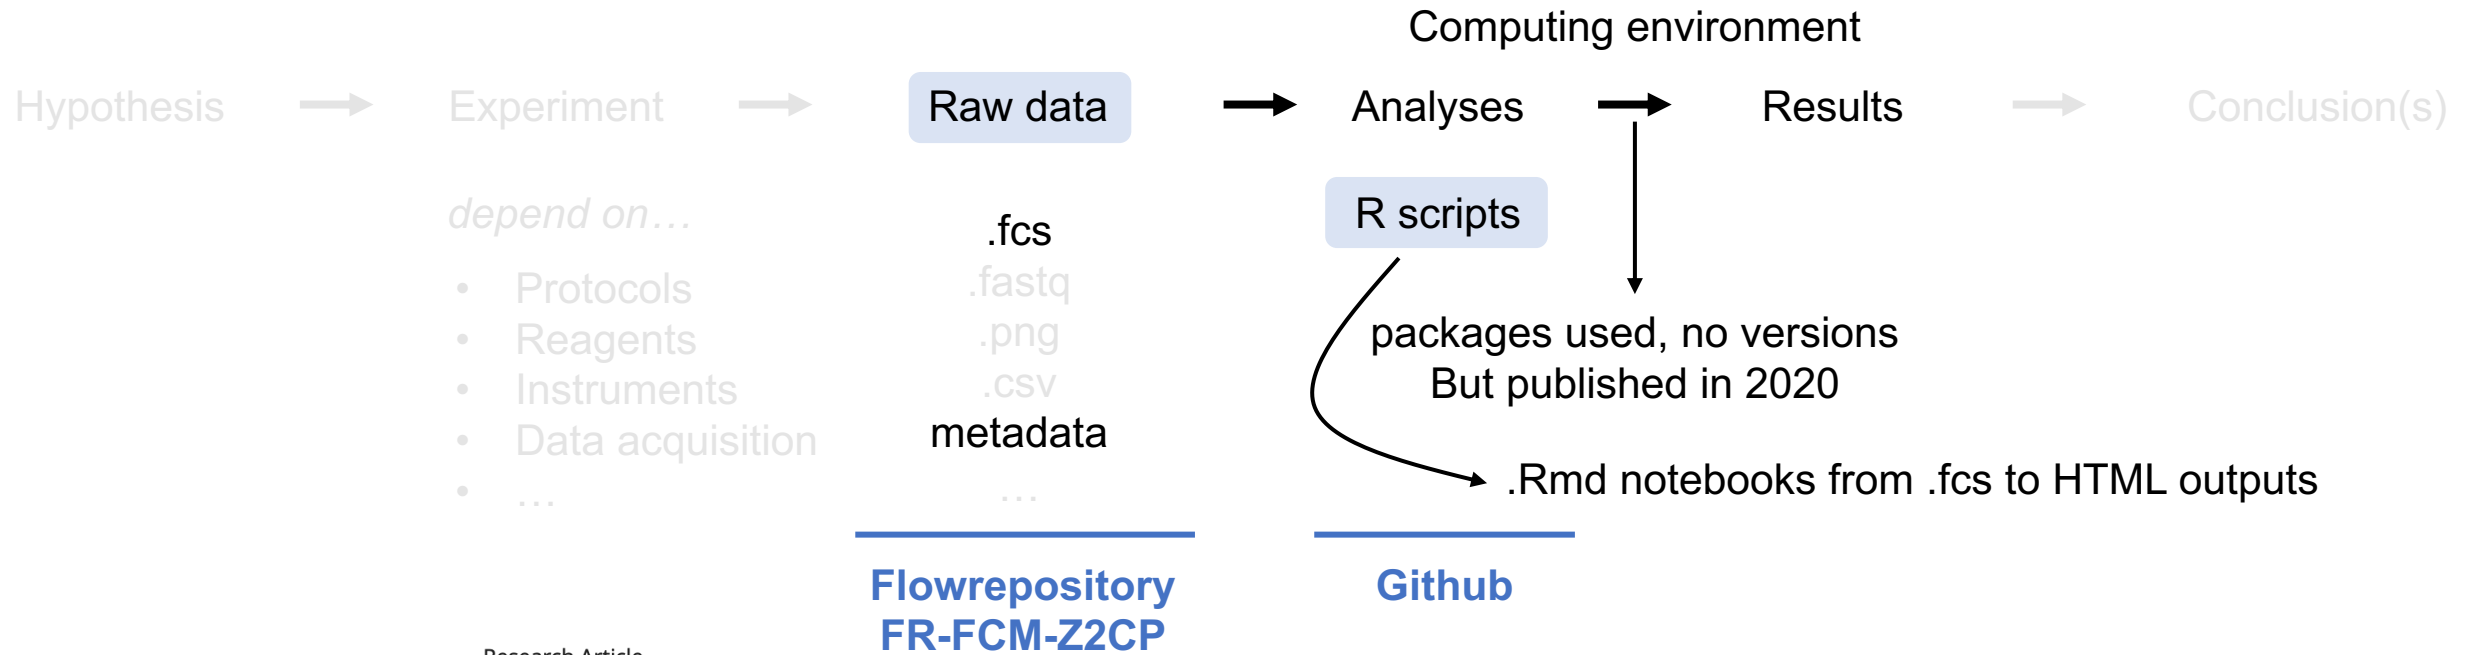 Computing environment
Hypothesis
Experiment
Raw data
Analyses
Results
Conclusion(s)
depend on…
• Protocols
• Reagents
• Instruments
• Data acquisition
• …
.fcs
.fastq
.png
.csv
metadata
…
R scripts
packages used, no versions
But published in 2020
.Rmd notebooks from .fcs to HTML outputs
Flowrepository
FR-FCM-Z2CP
Github
Research Article